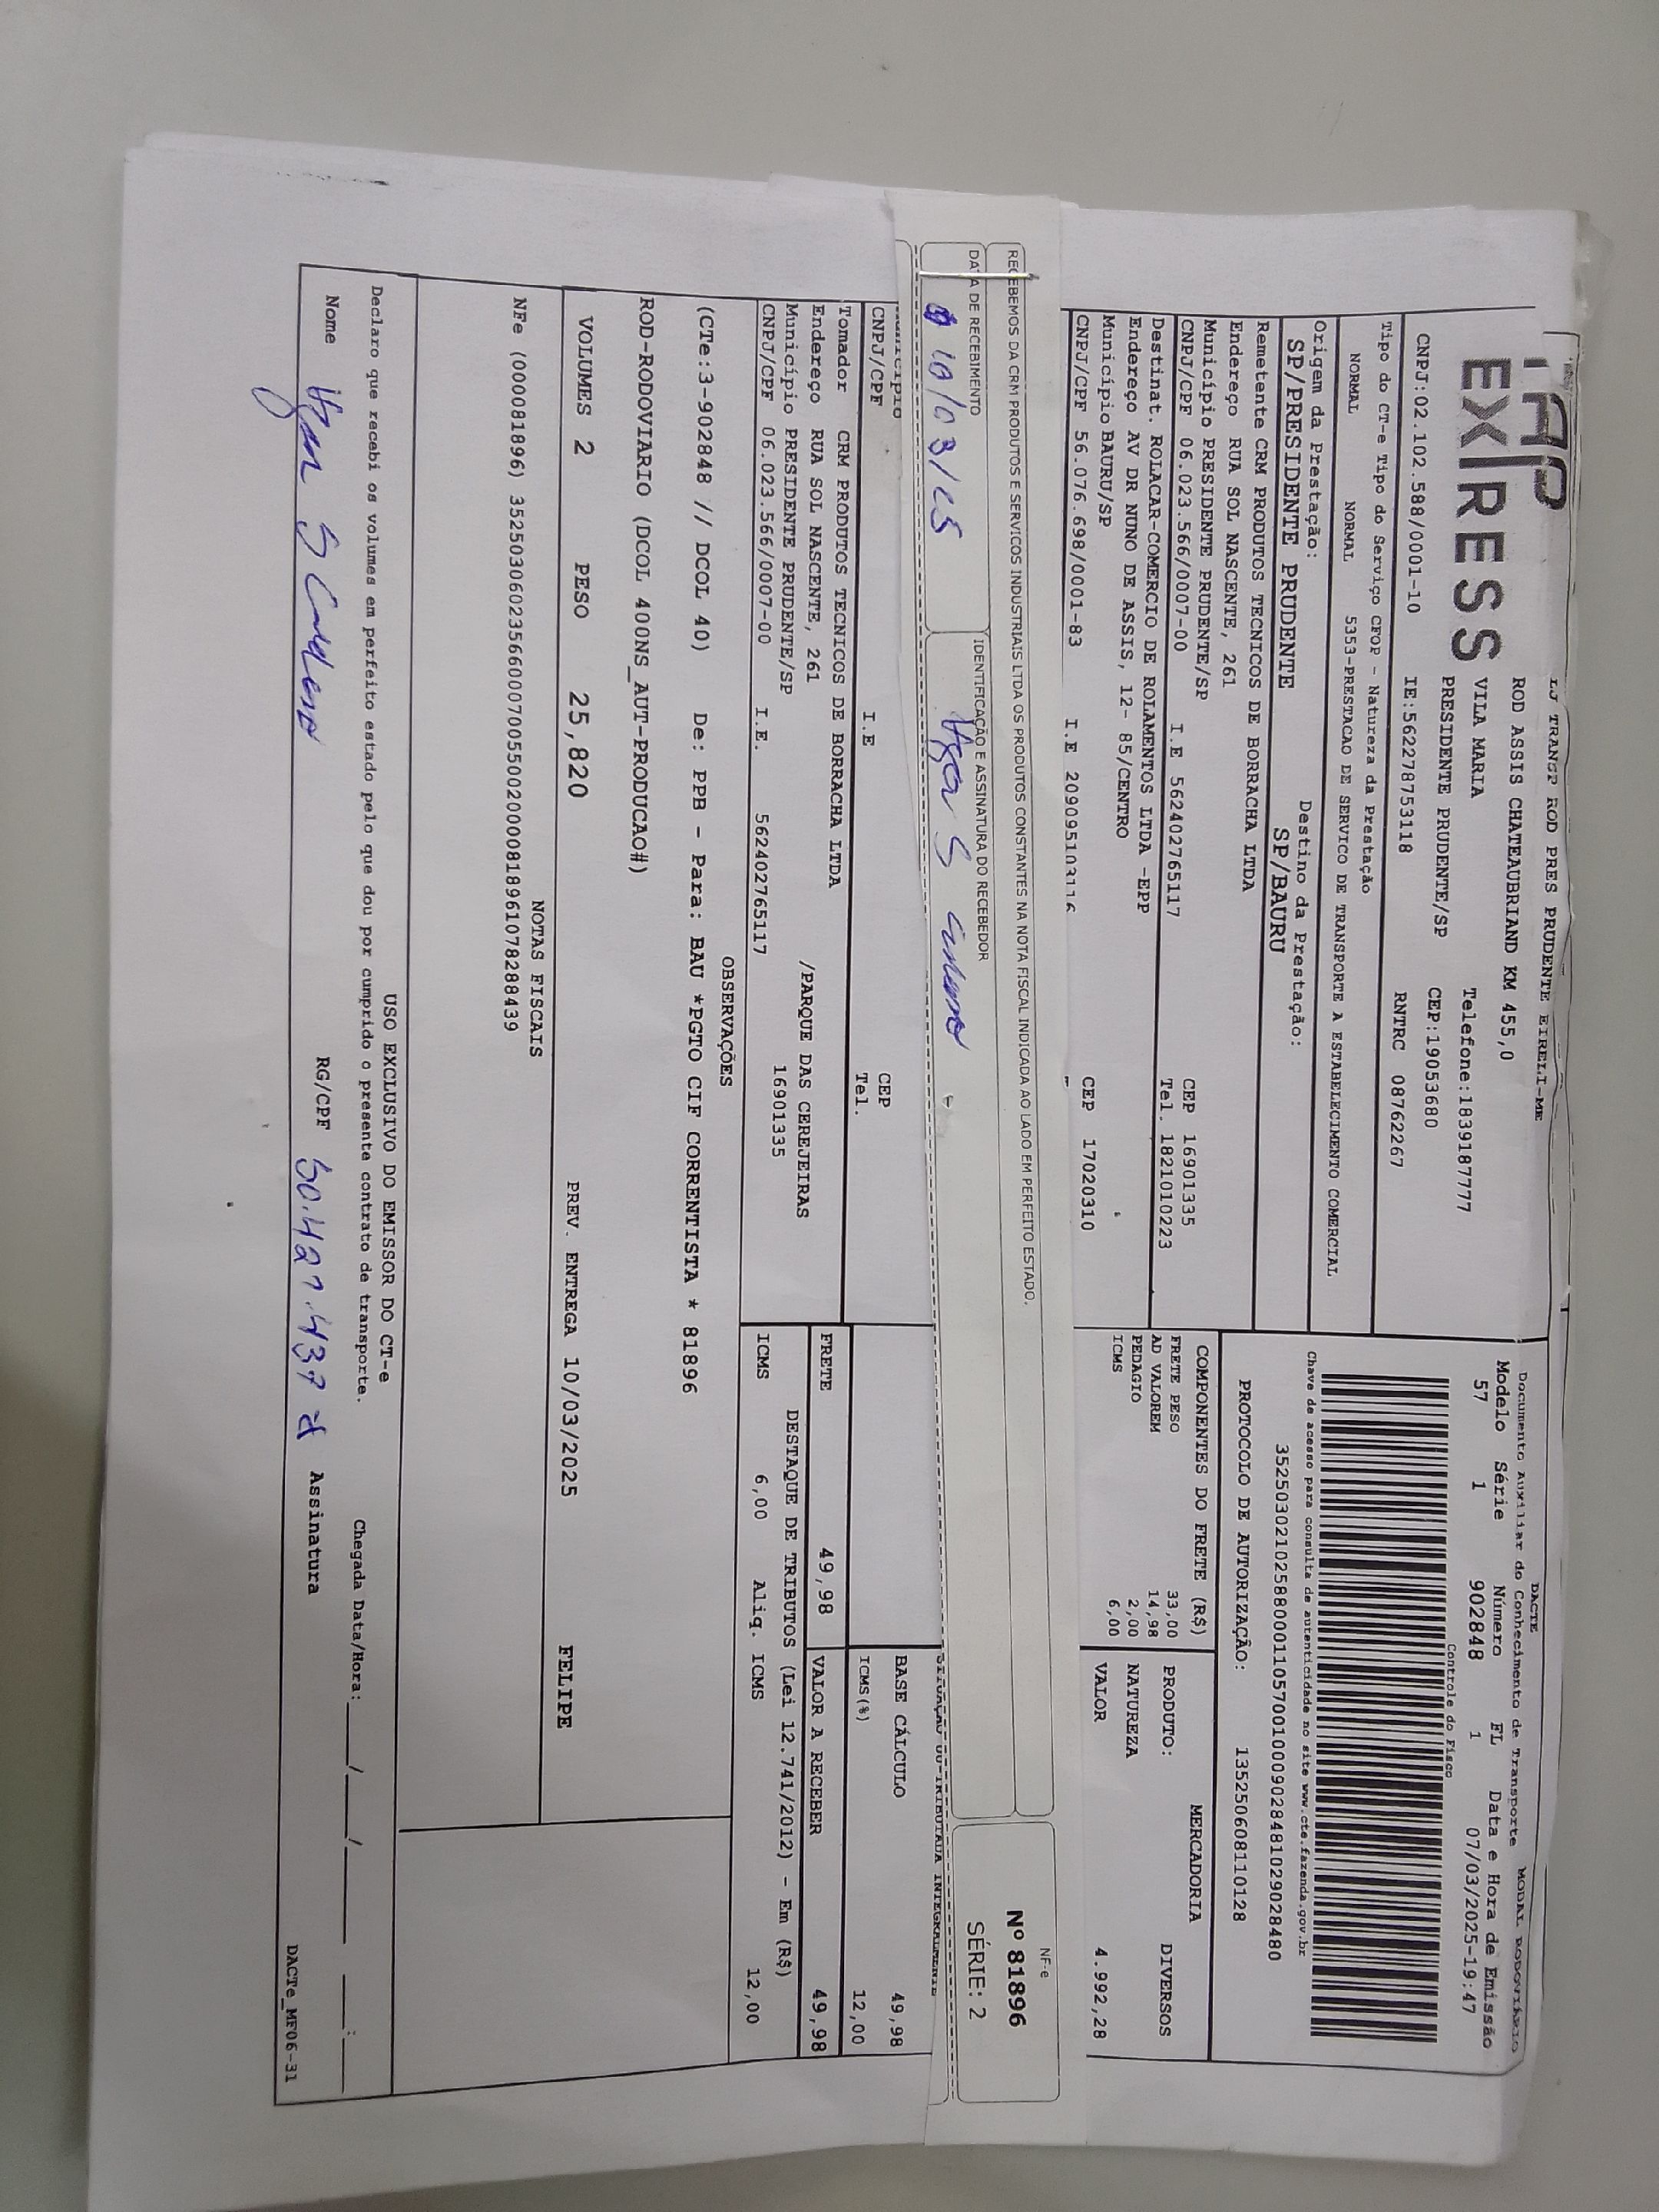 EXPRESS
LJ TRANSP ROD PRES PRUDENTE EIRELI-ME
ROD ASSIS CHATEAUBRIAND KM 455,0
VILA MARIA Telefone:1839187777
PRESIDENTE PRUDENTE/SP CEP:19053680
CNPJ:02.102.588/0001-10 IE:562278753118 RNTRC 08762267
Tipo do CT-e Tipo do Serviço CFOP - Natureza da Prestação
NORMAL NORMAL 5353-PRESTACAO DE SERVICO DE TRANSPORTE A ESTABELECIMENTO COMERCIAL
Origem da Prestação: Destino da Prestação:
SP/PRESIDENTE PRUDENTE SP/BAURU
Remetente CRM PRODUTOS TECNICOS DE BORRACHA LTDA
Endereço RUA SOL NASCENTE, 261
Município PRESIDENTE PRUDENTE/SP CEP 16901335
CNPJ/CPF 06.023.566/0007-00 I.E 562402765117 Tel. 1821010223
Destinat. ROLACAR-COMERCIO DE ROLAMENTOS LTDA -EPP
Endereço AV DR NUNO DE ASSIS, 12- 85/CENTRO
Município BAURU/SP CEP 17020310
CNPJ/CPF 56.076.698/0001-83 I.E 209095103116
DACTE
Documento Auxiliar do Conhecimento de Transporte MODAL RODOVIÁRIO
Modelo Série Número FL Data e Hora de Emissão
57 1 902848 1 07/03/2025-19:47
Controle do Fisco
Chave de acesso para consulta de autenticidade no site www.cte.fazenda.gov.br
35250302102588000110570010009028481029028480
PROTOCOLO DE AUTORIZAÇÃO: 135250608110128
COMPONENTES DO FRETE (R$)
FRETE PESO 33,00
AD VALOREM 14,98
PEDAGIO 2,00
ICMS 6,00
MERCADORIA
PRODUTO: DIVERSOS
NATUREZA
VALOR 4.992,28
RECEBEMOS DA CRM PRODUTOS E SERVICOS INDUSTRIAIS LTDA OS PRODUTOS CONSTANTES NA NOTA FISCAL INDICADA AO LADO EM PERFEITO ESTADO.
DATA DE RECEBIMENTO IDENTIFICAÇÃO E ASSINATURA DO RECEBEDOR
10/03/25
NF-e
Nº 81896
SÉRIE: 2
Município CEP
CNPJ/CPF I.E Tel.
SITUAÇÃO 00-TRIBUTADA INTEGRALMENTE
BASE CÁLCULO 49,98
ICMS(%) 12,00
Tomador CRM PRODUTOS TECNICOS DE BORRACHA LTDA
Endereço RUA SOL NASCENTE, 261 /PARQUE DAS CEREJEIRAS
Município PRESIDENTE PRUDENTE/SP 16901335
CNPJ/CPF 06.023.566/0007-00 I.E. 562402765117
FRETE 49,98 VALOR A RECEBER 49,98
DESTAQUE DE TRIBUTOS (Lei 12.741/2012) - Em (R$)
ICMS 6,00 Aliq. ICMS 12,00
OBSERVAÇÕES
(CTe:3-902848 // DCOL 40) De: PPB - Para: BAU *PGTO CIF CORRENTISTA * 81896
ROD-RODOVIARIO (DCOL 400NS_AUT-PRODUCAO#)
VOLUMES 2 PESO 25,820 PREV. ENTREGA 10/03/2025 FELIPE
NOTAS FISCAIS
NFe (000081896) 35250306023566000700550020000818961078288439
USO EXCLUSIVO DO EMISSOR DO CT-e
Declaro que recebi os volumes em perfeito estado pelo que dou por cumprido o presente contrato de transporte. Chegada Data/Hora:____/____/____ ____:____
Nome RG/CPF Assinatura
DACTe_MF06-31